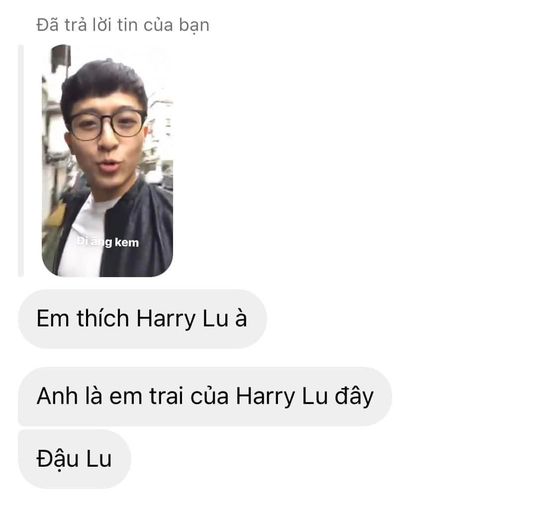 Đã trả lời tin của bạn
Đi ăng kem
Em thích Harry Lu à
Anh là em trai của Harry Lu đây
Đậu Lu